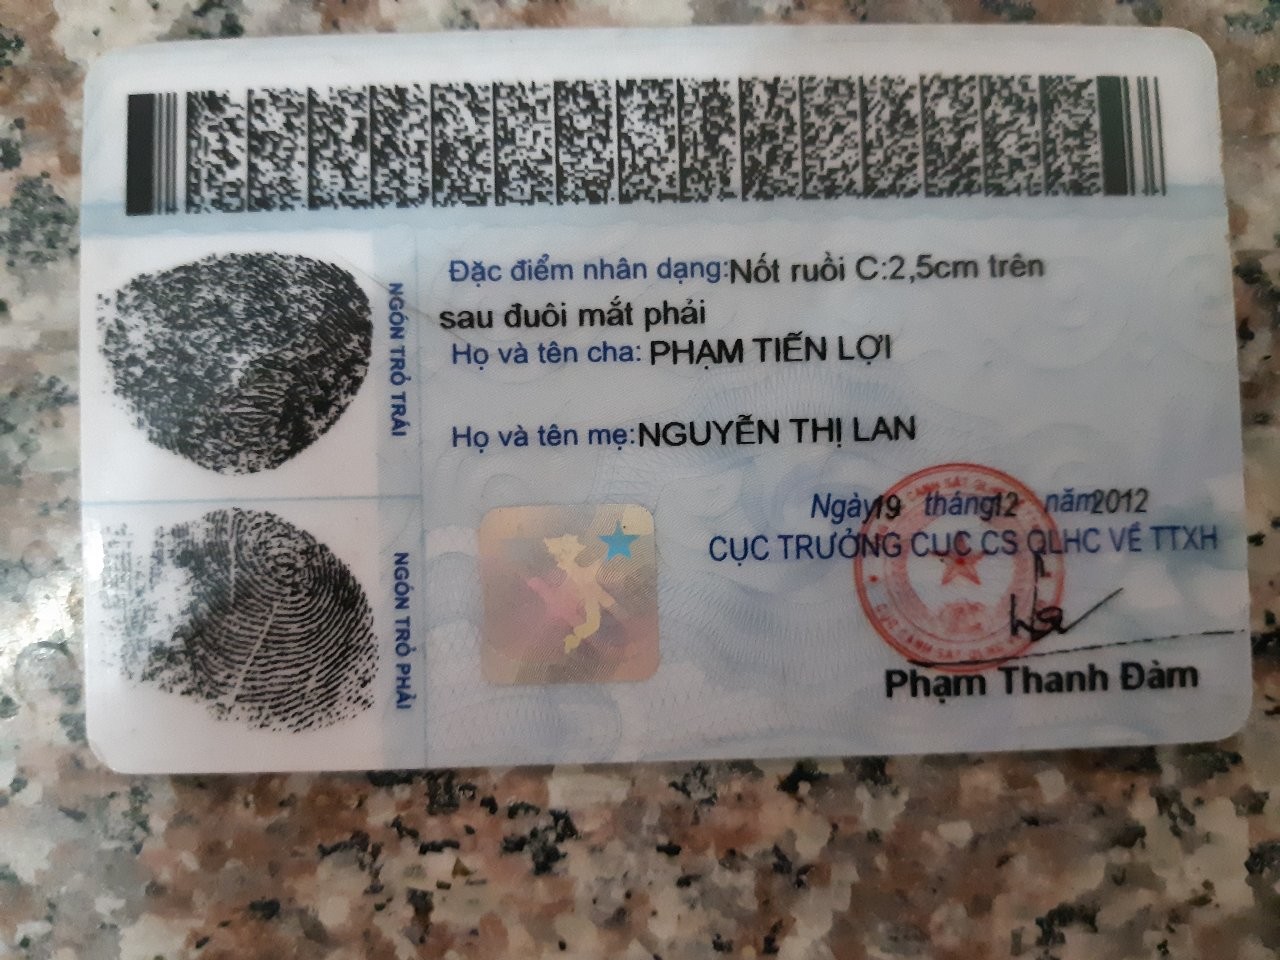 Đặc điểm nhân dạng:Nốt ruồi C:2,5cm trên
sau đuôi mắt phải
Họ và tên cha: PHẠM TIẾN LỢI
Họ và tên mẹ:NGUYỄN THỊ LAN
NGÓN TRỎ TRÁI
NGÓN TRỎ PHẢI
Ngày19 tháng12 năm2012
CỤC TRƯỞNG CỤC CS QLHC VỀ TTXH
Phạm Thanh Đàm